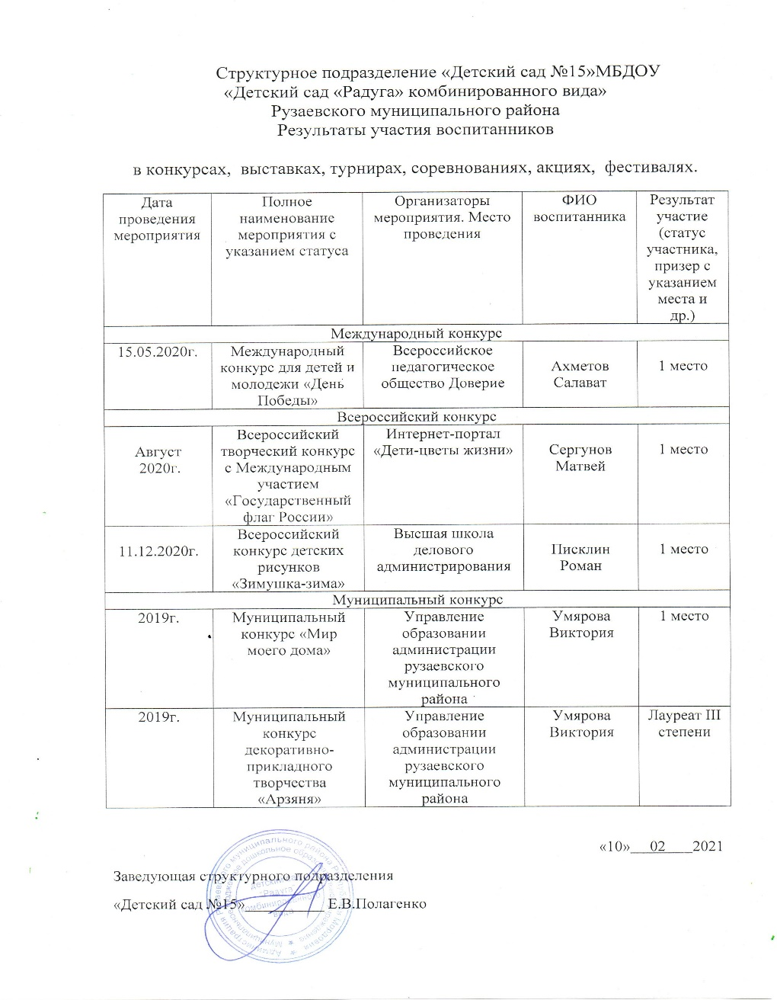 Структурное подразделение «Детский сад №15»МБДОУ
«Детский сад «Радуга» комбинированного вида»
Рузаевского муниципального района
Результаты участия воспитанников
в конкурсах, выставках, турнирах, соревнованиях, акциях, фестивалях.
Дата
проведения
мероприятия
Полное
наименование
мероприятия с
указанием статуса
Организаторы
мероприятия. Место
проведения
ФИО
воспитанника
Результат
участие
(статус
участника,
призер с
указанием
места и
др.)
Международный конкурс
15.05.2020г.
Международный
конкурс для детей и
молодежи «День
Победы»
Всероссийское
педагогическое
общество Доверие
Ахметов
Салават
1 место
Всероссийский конкурс
Август
2020г.
Всероссийский
творческий конкурс
с Международным
участием
«Государственный
флаг России»
Интернет-портал
«Дети-цветы жизни»
Сергунов
Матвей
1 место
11.12.2020г.
Всероссийский
конкурс детских
рисунков
«Зимушка-зима»
Высшая школа
делового
администрирования
Писклин
Роман
1 место
Муниципальный конкурс
2019г.
Муниципальный
конкурс «Мир
моего дома»
Управление
образовании
администрации
рузаевского
муниципального
района
Умярова
Виктория
1 место
2019г.
Муниципальный
конкурс
декоративно-
прикладного
творчества
«Арзяня»
Управление
образовании
администрации
рузаевского
муниципального
района
Умярова
Виктория
Лауреат III
степени
«10»___02____2021
Заведующая структурного подразделения
«Детский сад №15»___________ Е.В.Полагенко
детский сад
"Радуга"
комбинированного
вида